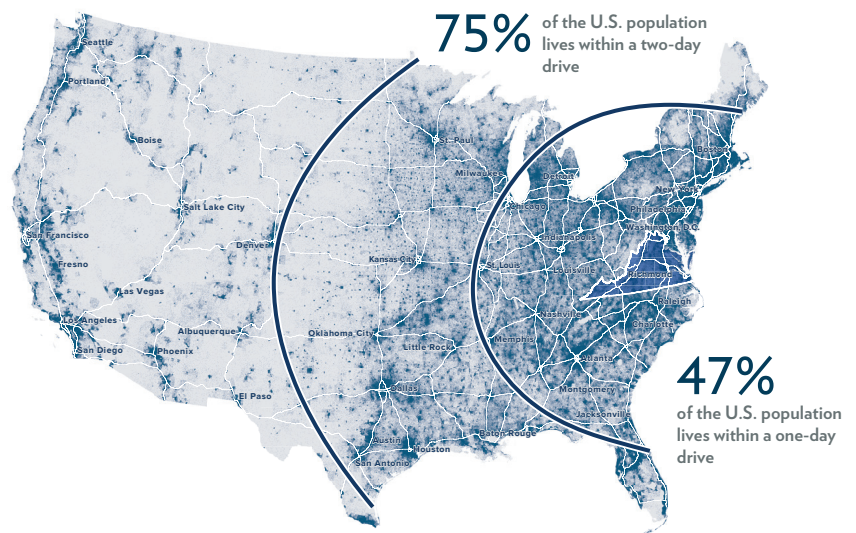 75%
of the U.S. population
lives within a two-day
drive
Seattle
Portland
Boise
St. Paul
Milwaukee
Detroit
Boston
Chicago
New York
Philadelphia
Salt Lake City
Washington, D.C.
San Francisco
Denver
Indianapolis
Kansas City
St. Louis
Louisville
Richmond
Fresno
Las Vegas
Raleigh
Los Angeles
Nashville
Charlotte
Albuquerque
Oklahoma City
Memphis
San Diego
Phoenix
Little Rock
Atlanta
47%
of the U.S. population
lives within a one-day
drive
El Paso
Dallas
Montgomery
Jacksonville
Austin
Baton Rouge
Houston
San Antonio